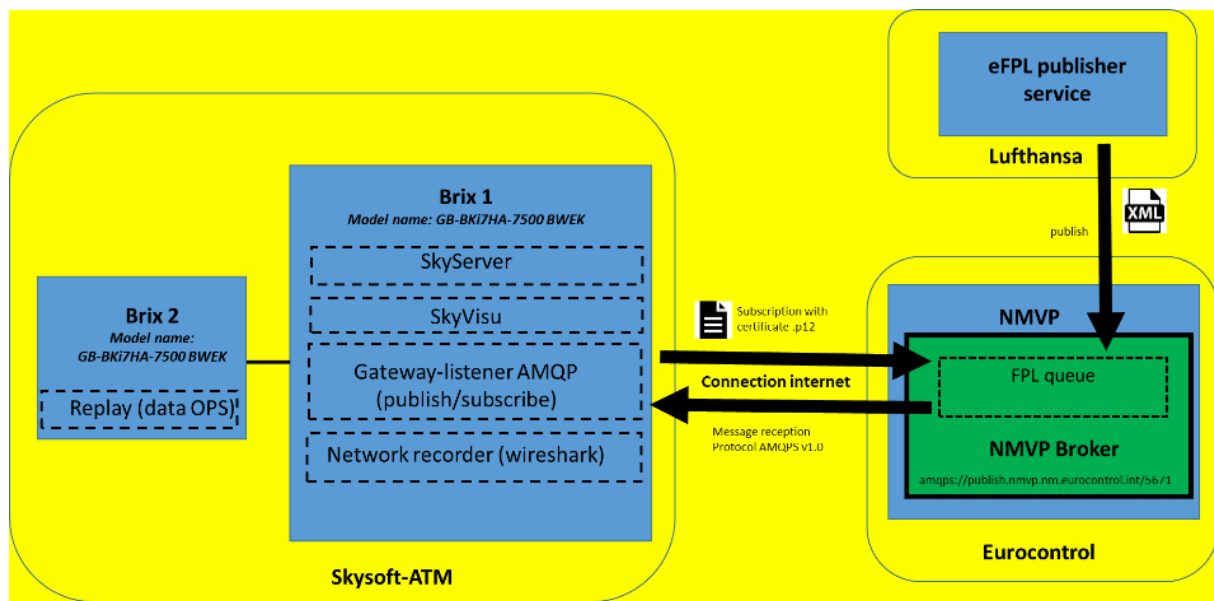 eFPL publisher
service
Lufthansa
XML
publish
Brix 1
Model name: GB-BKi7HA-7500 BWEK
SkyServer
SkyVisu
Gateway-listener AMQP
(publish/subscribe)
Network recorder (wireshark)
Brix 2
Model name:
GB-BKi7HA-7500 BWEK
Replay (data OPS)
Skysoft-ATM
Subscription with
certificate .p12
Connection internet
Message reception
Protocol AMQPS v1.0
NMVP
FPL queue
NMVP Broker
amqps://publish.nmvp.nm.eurocontrol.int/5671
Eurocontrol